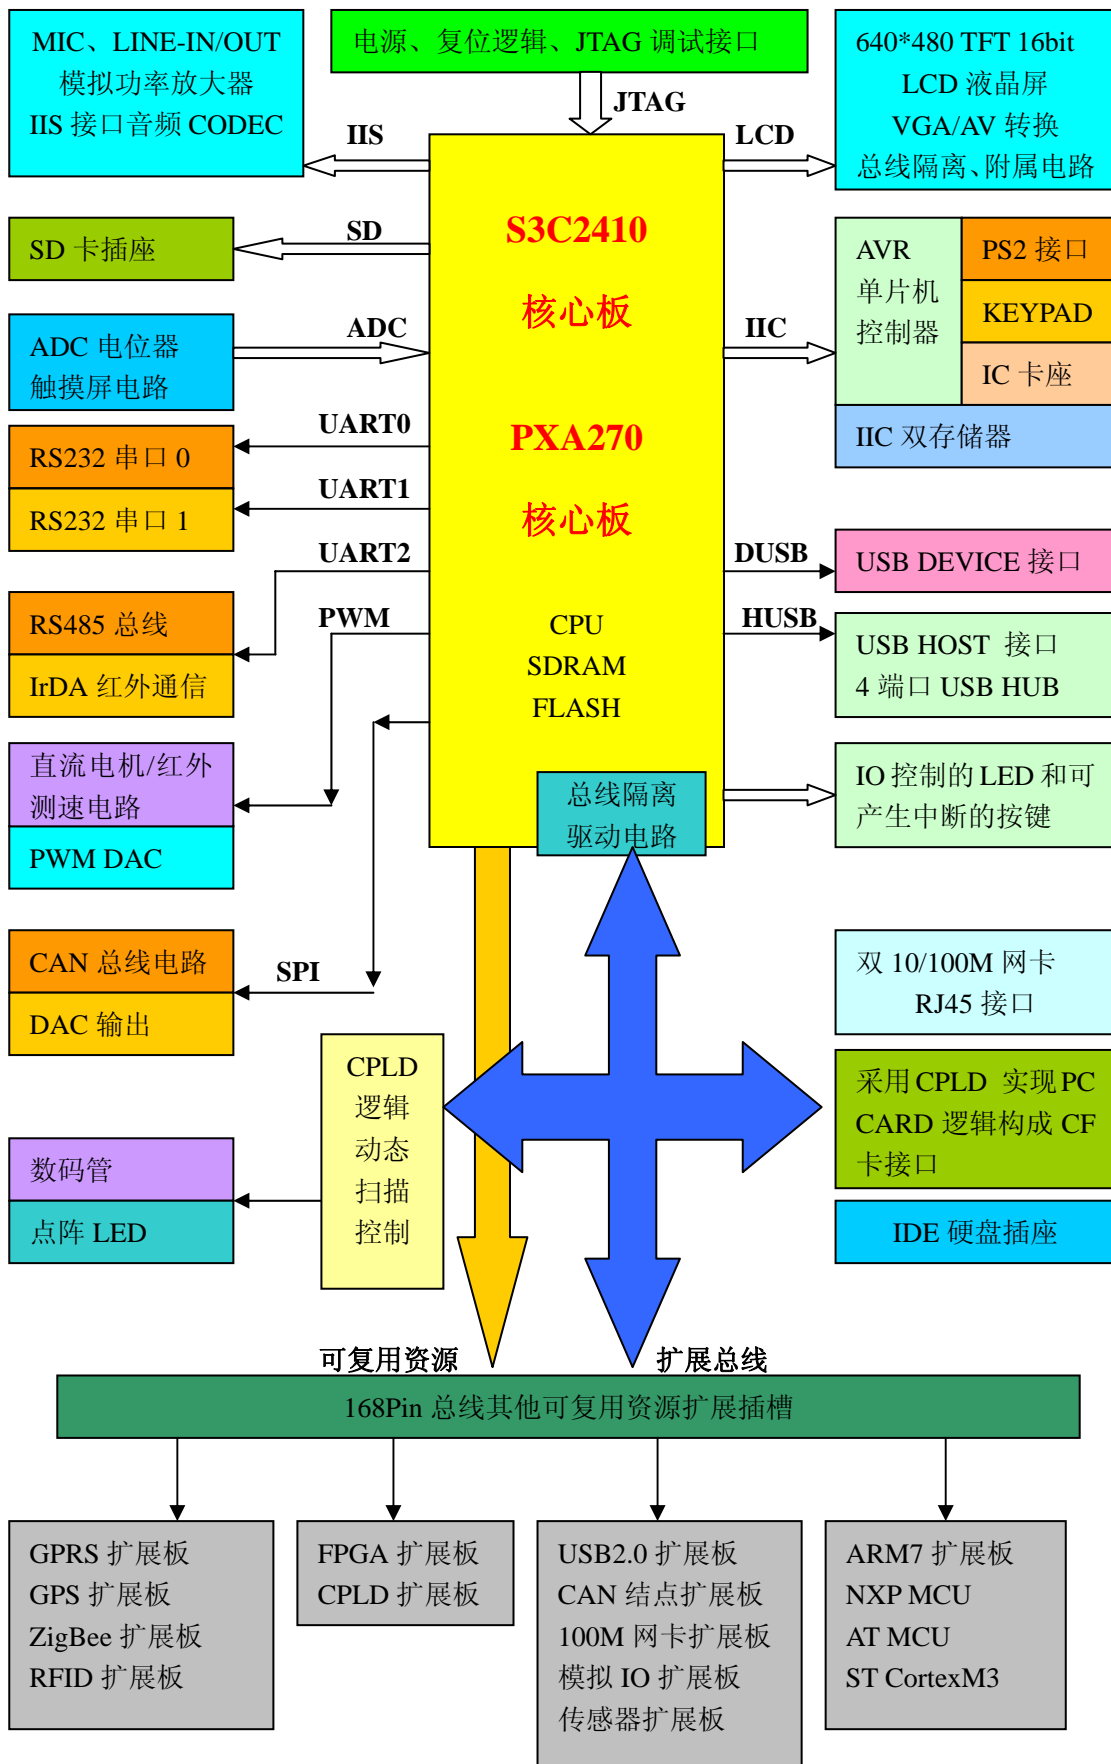 MIC、LINE-IN/OUT
模拟功率放大器
IIS 接口音频 CODEC
电源、复位逻辑、JTAG 调试接口
640*480 TFT 16bit
LCD 液晶屏
VGA/AV 转换
总线隔离、附属电路
JTAG
IIS
LCD
SD 卡插座
SD
S3C2410
核心板
PXA270
核心板
CPU
SDRAM
FLASH
总线隔离
驱动电路
AVR
单片机
控制器
PS2 接口
KEYPAD
IC 卡座
IIC 双存储器
IIC
ADC 电位器
触摸屏电路
ADC
RS232 串口 0
RS232 串口 1
UART0
UART1
UART2
PWM
RS485 总线
IrDA 红外通信
DUSB
USB DEVICE 接口
HUSB
USB HOST 接口
4 端口 USB HUB
直流电机/红外
测速电路
PWM DAC
IO 控制的 LED 和可
产生中断的按键
CAN 总线电路
DAC 输出
SPI
双 10/100M 网卡
RJ45 接口
CPLD
逻辑
动态
扫描
控制
采用 CPLD 实现 PC
CARD 逻辑构成 CF
卡接口
数码管
点阵 LED
IDE 硬盘插座
可复用资源
扩展总线
168Pin 总线其他可复用资源扩展插槽
GPRS 扩展板
GPS 扩展板
ZigBee 扩展板
RFID 扩展板
FPGA 扩展板
CPLD 扩展板
USB2.0 扩展板
CAN 结点扩展板
100M 网卡扩展板
模拟 IO 扩展板
传感器扩展板
ARM7 扩展板
NXP MCU
AT MCU
ST CortexM3